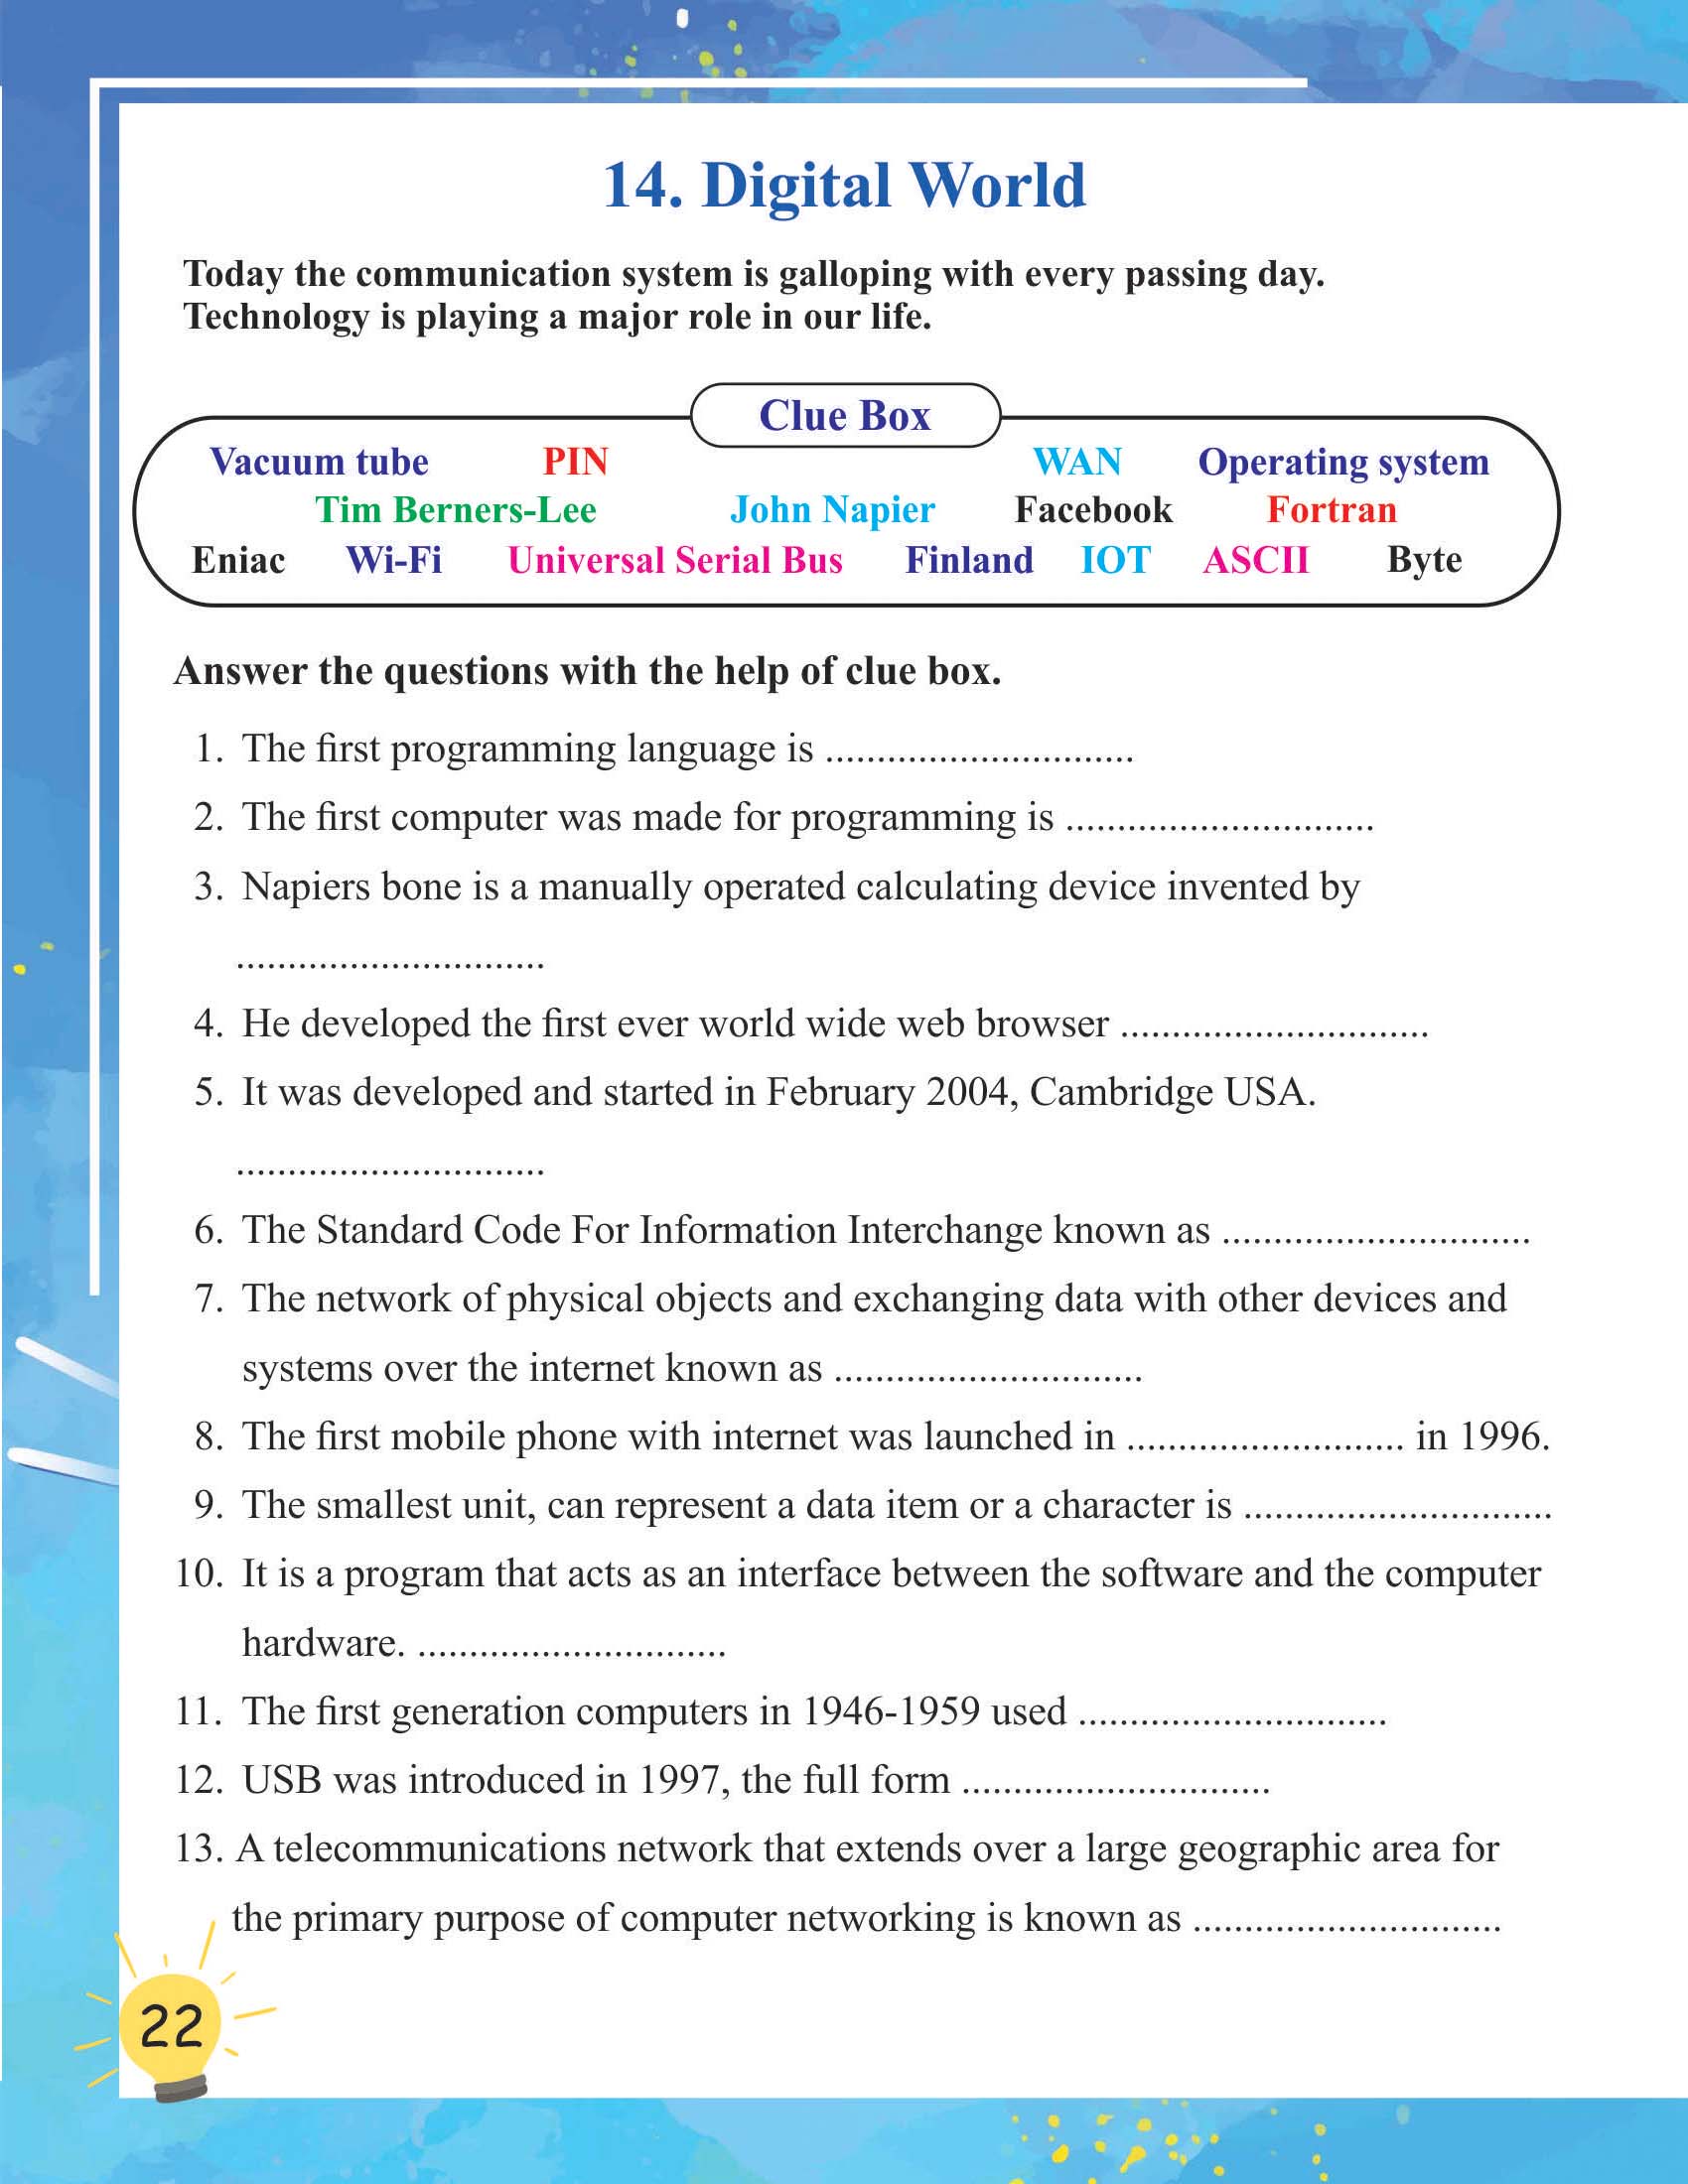 14. Digital World
Today the communication system is galloping with every passing day.
Technology is playing a major role in our life.
Clue Box
Vacuum tube PIN WAN Operating system
Tim Berners-Lee John Napier Facebook Fortran
Eniac Wi-Fi Universal Serial Bus Finland IOT ASCII Byte
Answer the questions with the help of clue box.
1. The first programming language is ..............................
2. The first computer was made for programming is ..............................
3. Napiers bone is a manually operated calculating device invented by
..............................
4. He developed the first ever world wide web browser ..............................
5. It was developed and started in February 2004, Cambridge USA.
..............................
6. The Standard Code For Information Interchange known as ..............................
7. The network of physical objects and exchanging data with other devices and
systems over the internet known as ..............................
8. The first mobile phone with internet was launched in ........................... in 1996.
9. The smallest unit, can represent a data item or a character is ..............................
10. It is a program that acts as an interface between the software and the computer
hardware. ..............................
11. The first generation computers in 1946-1959 used ..............................
12. USB was introduced in 1997, the full form ..............................
13. A telecommunications network that extends over a large geographic area for
the primary purpose of computer networking is known as ..............................
22